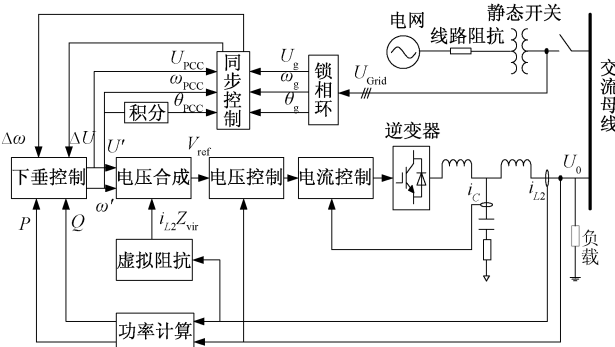 电网
静态开关
线路阻抗
交流母线
U_PCC
ω_PCC
θ_PCC
积分
同步控制
U_g
ω_g
θ_g
锁相环
U_Grid
Δω
ΔU
U′
ω′
V_ref
逆变器
下垂控制
电压合成
电压控制
电流控制
i_C
i_L2
U_0
P
Q
i_L2 Z_vir
虚拟阻抗
负载
功率计算